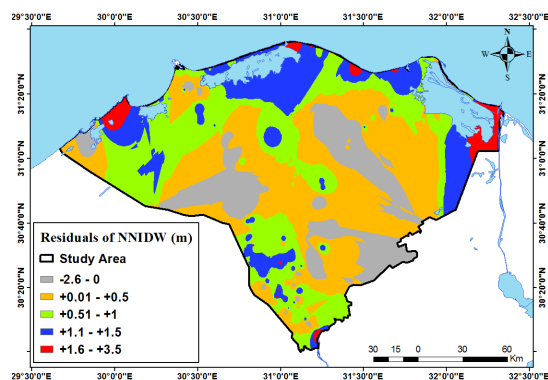 29°30'0"E 30°0'0"E 30°30'0"E 31°0'0"E 31°30'0"E 32°0'0"E 32°30'0"E
N
W E
S
31°20'0"N
31°0'0"N
30°40'0"N
30°20'0"N
Residuals of NNIDW (m)
Study Area
-2.6 - 0
+0.01 - +0.5
+0.51 - +1
+1.1 - +1.5
+1.6 - +3.5
30 15 0 30 60
Km
29°30'0"E 30°0'0"E 30°30'0"E 31°0'0"E 31°30'0"E 32°0'0"E 32°30'0"E